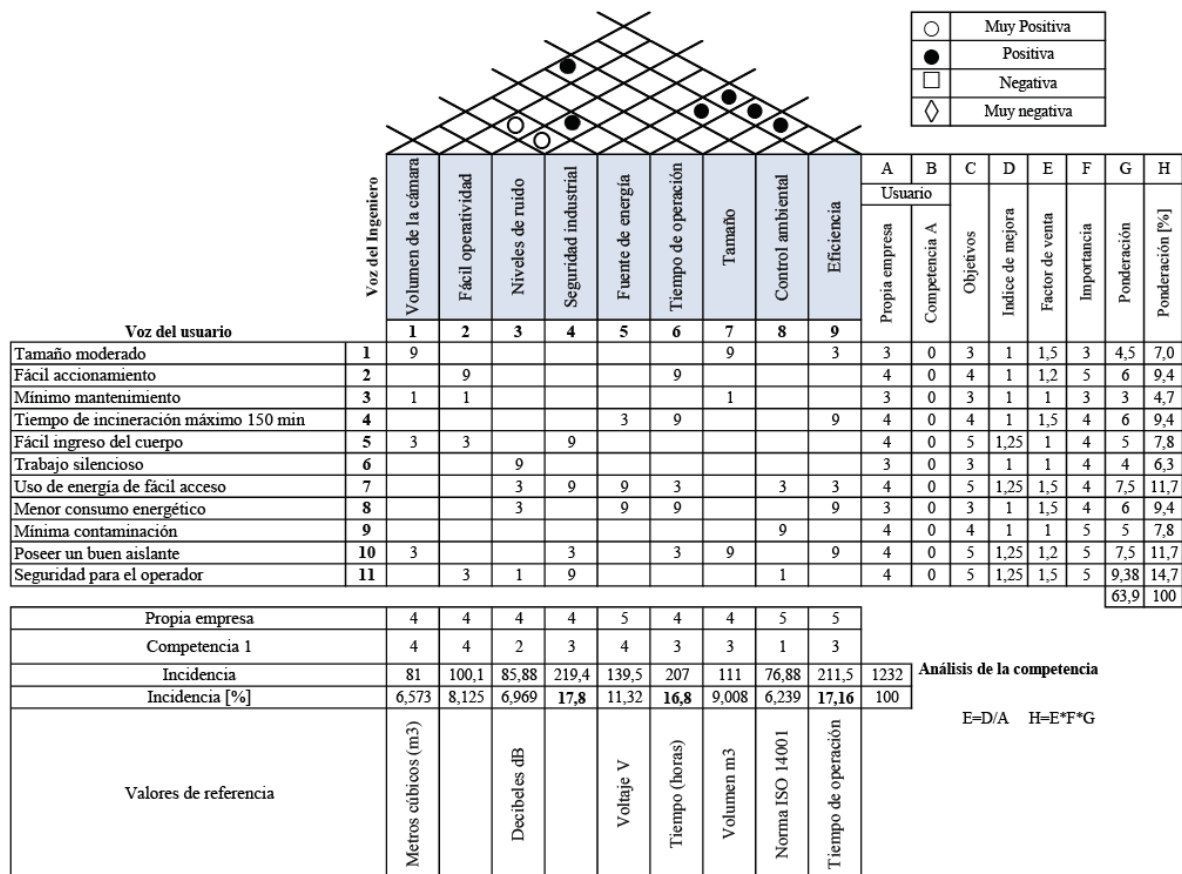 Muy Positiva
Positiva
Negativa
Muy negativa
Voz del Ingeniero
Volumen de la cámara
Fácil operatividad
Niveles de ruido
Seguridad industrial
Fuente de energía
Tiempo de operación
Tamaño
Control ambiental
Eficiencia
A B C D E F G H
Usuario
Propia empresa
Competencia A
Objetivos
Indice de mejora
Factor de venta
Importancia
Ponderación
Ponderación [%]
Voz del usuario 1 2 3 4 5 6 7 8 9
Tamaño moderado 1 9 9 3 3 0 3 1 1,5 3 4,5 7,0
Fácil accionamiento 2 9 9 4 0 4 1 1,2 5 6 9,4
Mínimo mantenimiento 3 1 1 1 3 0 3 1 1 3 3 4,7
Tiempo de incineración máximo 150 min 4 3 9 9 4 0 4 1 1,5 4 6 9,4
Fácil ingreso del cuerpo 5 3 3 9 4 0 5 1,25 1 4 5 7,8
Trabajo silencioso 6 9 3 0 3 1 1 4 4 6,3
Uso de energía de fácil acceso 7 3 9 9 3 3 3 4 0 5 1,25 1,5 4 7,5 11,7
Menor consumo energético 8 3 9 9 9 3 0 3 1 1,5 4 6 9,4
Mínima contaminación 9 9 4 0 4 1 1 5 5 7,8
Poseer un buen aislante 10 3 3 3 9 9 4 0 5 1,25 1,2 5 7,5 11,7
Seguridad para el operador 11 3 1 9 1 4 0 5 1,25 1,5 5 9,38 14,7
63,9 100
Propia empresa 4 4 4 4 5 4 4 5 5
Competencia 1 4 4 2 3 4 3 3 1 3
Incidencia 81 100,1 85,88 219,4 139,5 207 111 76,88 211,5 1232
Análisis de la competencia
Incidencia [%] 6,573 8,125 6,969 17,8 11,32 16,8 9,008 6,239 17,16 100
E=D/A H=E*F*G
Valores de referencia
Metros cúbicos (m3)
Decibeles dB
Voltaje V
Tiempo (horas)
Volumen m3
Norma ISO 14001
Tiempo de operación